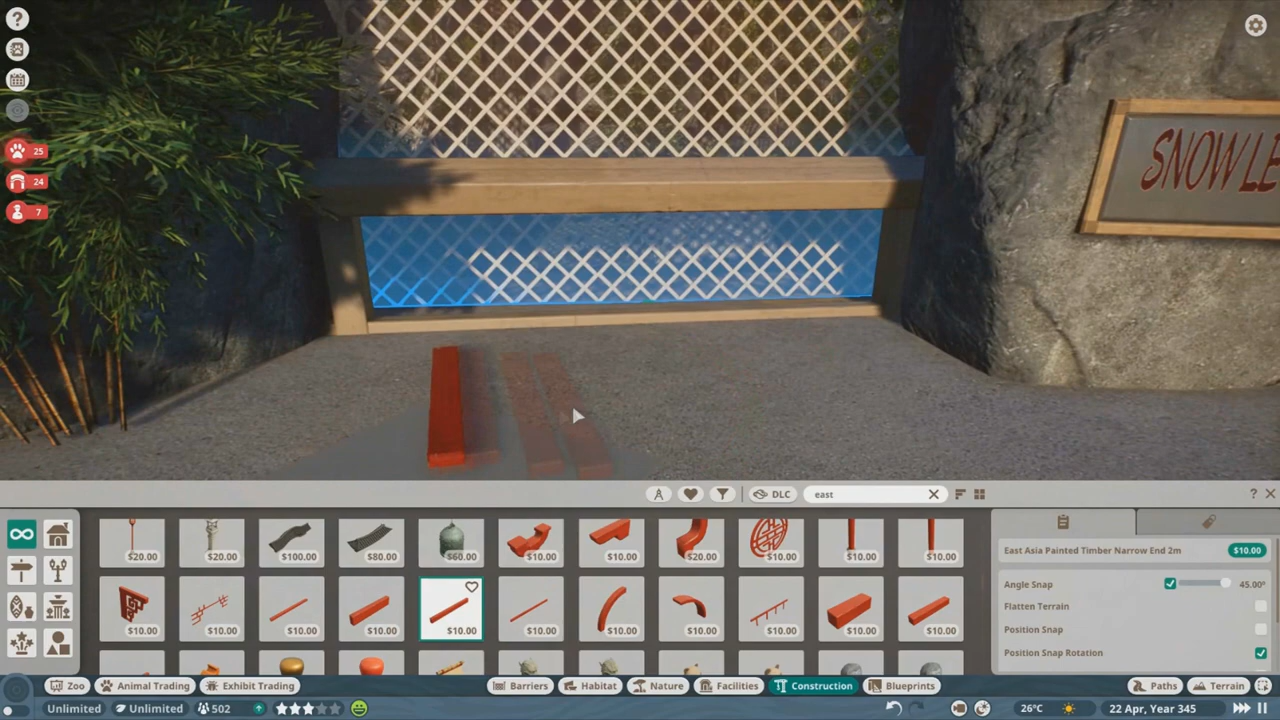 ?
25
24
7
SNOW LE
DLC
east
?
$20.00
$20.00
$100.00
$80.00
$60.00
$10.00
$10.00
$20.00
$10.00
$10.00
$10.00
$10.00
$10.00
$10.00
$10.00
$10.00
$10.00
$10.00
$10.00
$10.00
$10.00
$10.00
East Asia Painted Timber Narrow End 2m
$10.00
Angle Snap
45.00º
Flatten Terrain
Position Snap
Position Snap Rotation
Zoo
Animal Trading
Exhibit Trading
Barriers
Habitat
Nature
Facilities
Construction
Blueprints
Paths
Terrain
Unlimited
Unlimited
502
26°C
22 Apr, Year 345